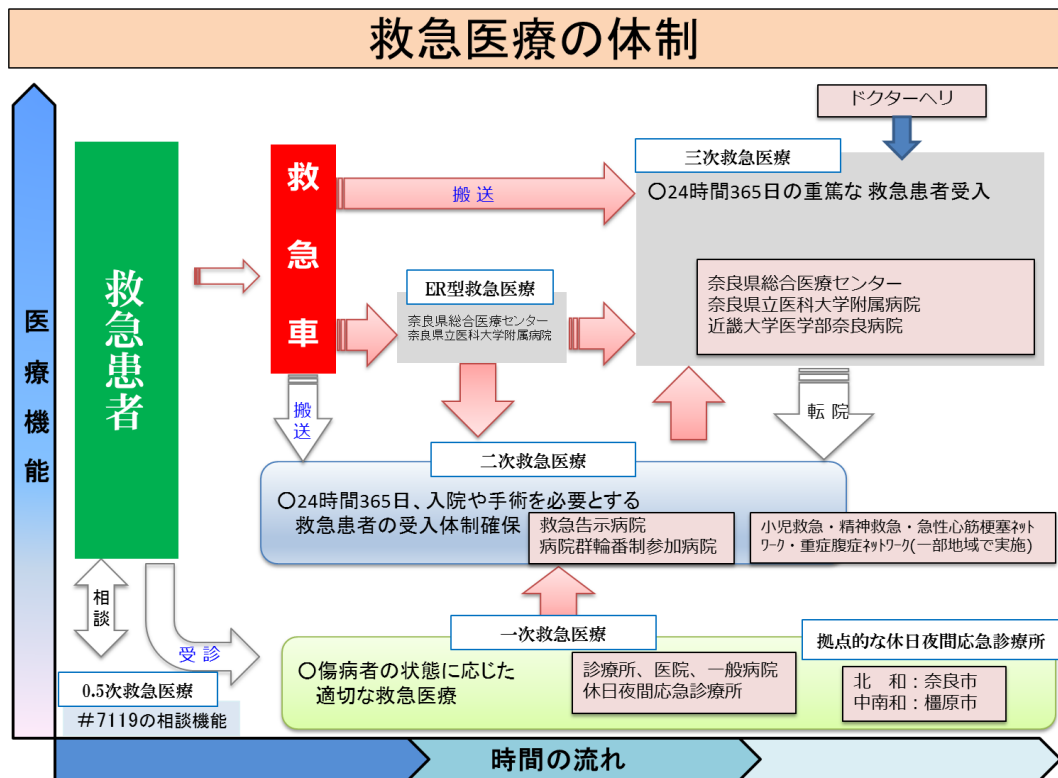 救急医療の体制
ドクターヘリ
三次救急医療
〇24時間365日の重篤な 救急患者受入
奈良県総合医療センター
奈良県立医科大学附属病院
近畿大学医学部奈良病院
救急車
搬送
ER型救急医療
奈良県総合医療センター
奈良県立医科大学附属病院
救急患者
医療機能
搬送
転院
二次救急医療
〇24時間365日、入院や手術を必要とする
救急患者の受入体制確保
救急告示病院
病院群輪番制参加病院
小児救急・精神救急・急性心筋梗塞ﾈｯﾄ
ﾜｰｸ・重症腹症ﾈｯﾄﾜｰｸ(一部地域で実施)
相談
受診
一次救急医療
〇傷病者の状態に応じた
適切な救急医療
診療所、医院、一般病院
休日夜間応急診療所
拠点的な休日夜間応急診療所
北　和：奈良市
中南和：橿原市
0.5次救急医療
＃7119の相談機能
時間の流れ